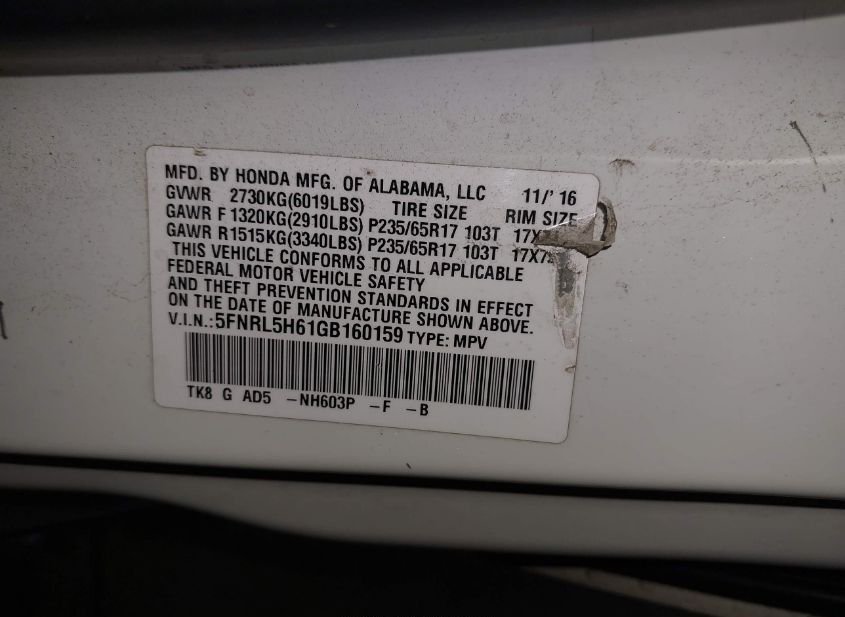 MFD. BY HONDA MFG. OF ALABAMA, LLC 11/' 16
GVWR 2730KG(6019LBS) TIRE SIZE RIM SIZE
GAWR F 1320KG(2910LBS) P235/65R17 103T
GAWR R1515KG(3340LBS) P235/65R17 103T
THIS VEHICLE CONFORMS TO ALL APPLICABLE
FEDERAL MOTOR VEHICLE SAFETY
AND THEFT PREVENTION STANDARDS IN EFFECT
ON THE DATE OF MANUFACTURE SHOWN ABOVE.
V.I.N.:5FNRL5H61GB160159 TYPE: MPV
TK8 G AD5 -NH603P -F -B